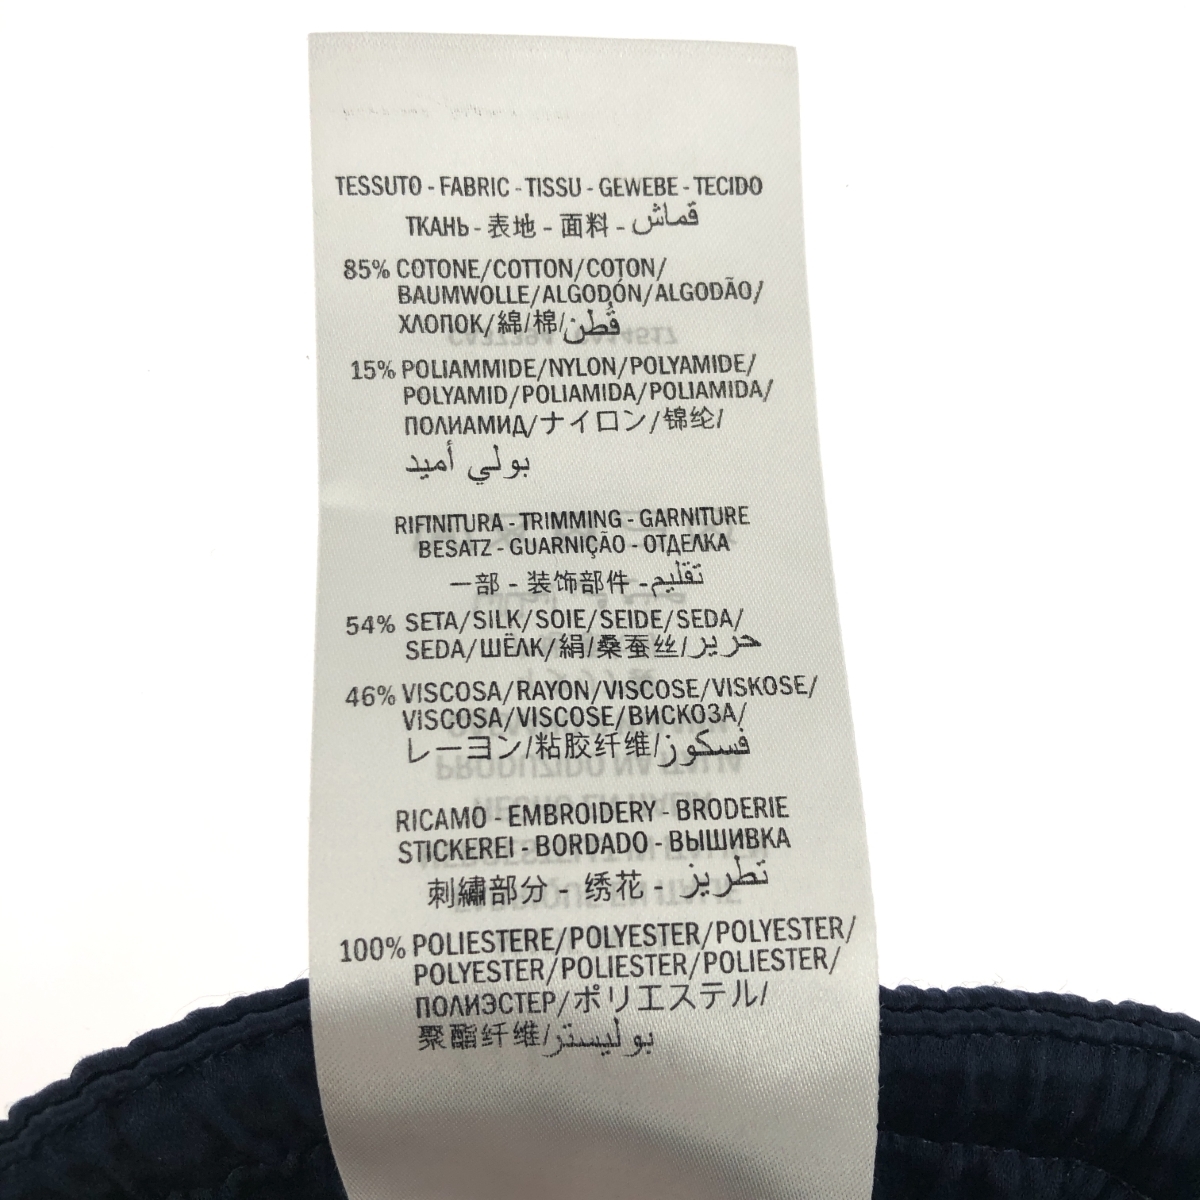 TESSUTO - FABRIC - TISSU - GEWEBE - TECIDO
ТКАНЬ - 表地 - 面料 - قماش
85% COTONE/COTTON/COTON/
BAUMWOLLE/ALGODÓN/ALGODÃO/
ХЛОПОК/綿/棉/قُطن
15% POLIAMMIDE/NYLON/POLYAMIDE/
POLYAMID/POLIAMIDA/POLIAMIDA/
ПОЛИАМИД/ナイロン/锦纶/
بولي أميد
RIFINITURA - TRIMMING - GARNITURE
BESATZ - GUARNIÇÃO - ОТДЕЛКА
一部 - 装饰部件 - تقليم
54% SETA/SILK/SOIE/SEIDE/SEDA/
SEDA/ШЁЛК/絹/桑蚕丝/حرير
46% VISCOSA/RAYON/VISCOSE/VISKOSE/
VISCOSA/VISCOSE/ВИСКОЗА/
レーヨン/粘胶纤维/فسكوز
RICAMO - EMBROIDERY - BRODERIE
STICKEREI - BORDADO - ВЫШИВКА
刺繍部分 - 绣花 - تطريز
100% POLIESTERE/POLYESTER/POLYESTER/
POLYESTER/POLIESTER/POLIESTER/
ПОЛИЭСТЕР/ポリエステル/
聚酯纤维/بوليستر